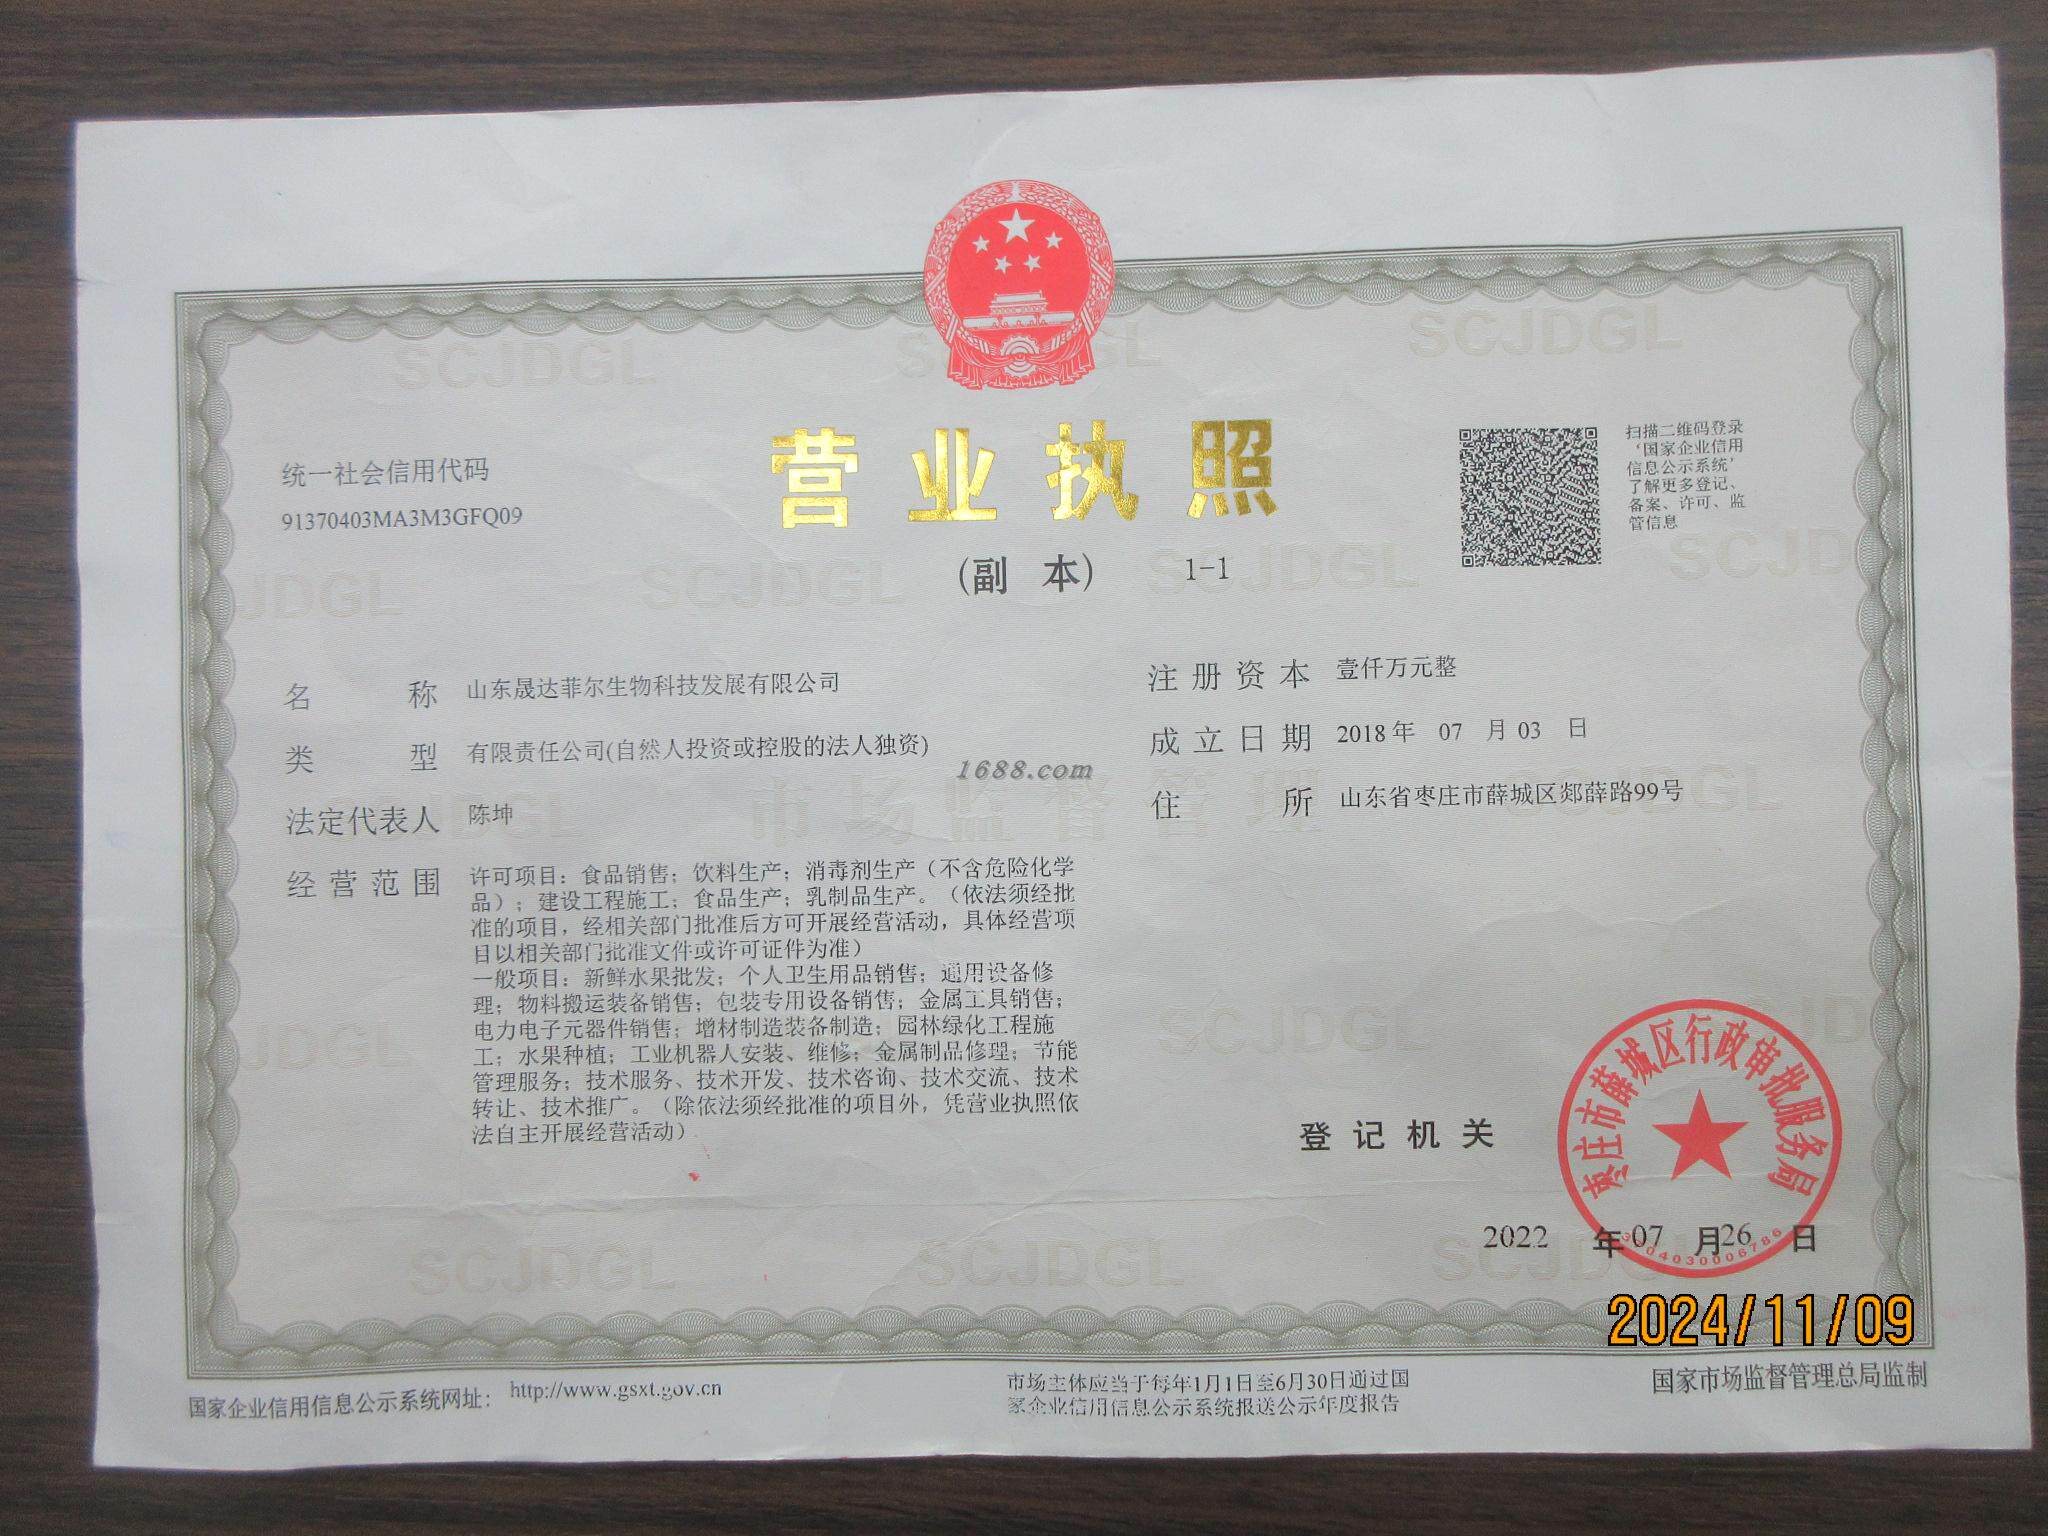 营业执照
(副 本) 1-1
统一社会信用代码
91370403MA3M3GFQ09
扫描二维码登录
‘国家企业信用
信息公示系统’
了解更多登记、
备案、许可、监
管信息
名 称 山东晟达菲尔生物科技发展有限公司
类 型 有限责任公司(自然人投资或控股的法人独资)
法定代表人 陈坤
经营范围 许可项目：食品销售；饮料生产；消毒剂生产（不含危险化学
品）；建设工程施工；食品生产；乳制品生产。（依法须经批
准的项目，经相关部门批准后方可开展经营活动，具体经营项
目以相关部门批准文件或许可证件为准）
一般项目：新鲜水果批发；个人卫生用品销售；通用设备修
理；物料搬运装备销售；包装专用设备销售；金属工具销售；
电力电子元器件销售；增材制造装备制造；园林绿化工程施
工；水果种植；工业机器人安装、维修；金属制品修理；节能
管理服务；技术服务、技术开发、技术咨询、技术交流、技术
转让、技术推广。（除依法须经批准的项目外，凭营业执照依
法自主开展经营活动）
注册资本 壹仟万元整
成立日期 2018年 07 月 03 日
住 所 山东省枣庄市薛城区郯薛路99号
1688.com
市场监督管理
SCJDGL
登记机关
枣庄市薛城区行政审批服务局
3704030006786
2022 年07 月26 日
2024/11/09
国家企业信用信息公示系统网址： http://www.gsxt.gov.cn
市场主体应当于每年1月1日至6月30日通过国
家企业信用信息公示系统报送公示年度报告
国家市场监督管理总局监制